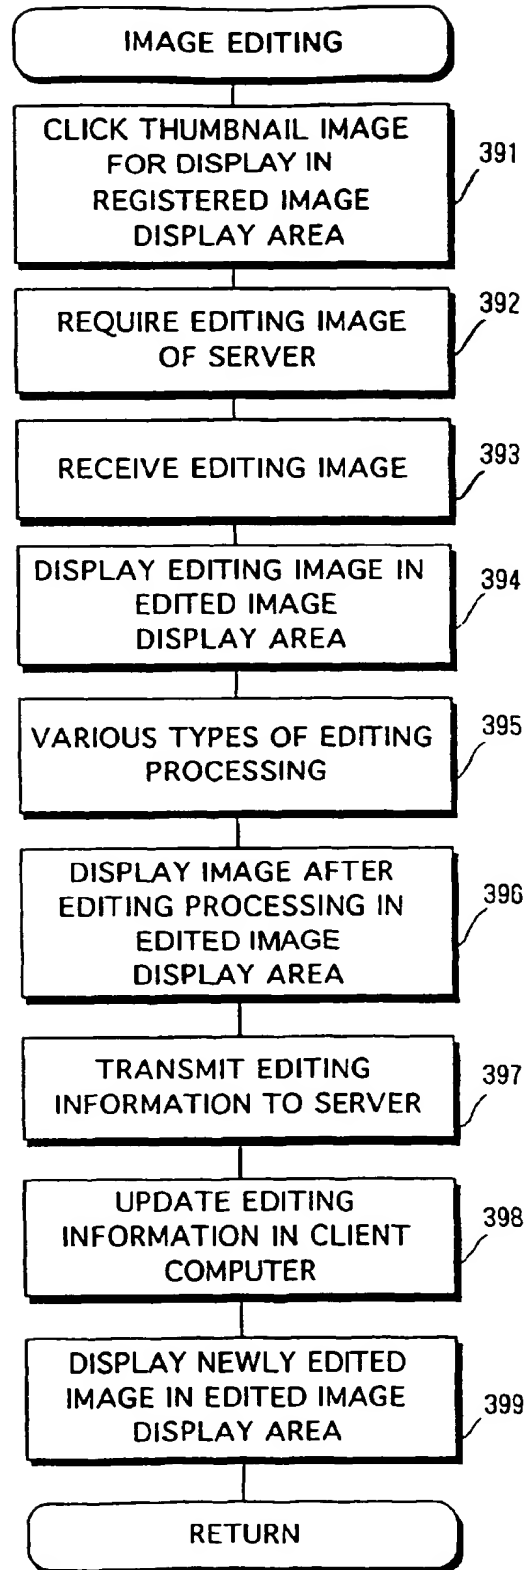 IMAGE EDITING
CLICK THUMBNAIL IMAGE
FOR DISPLAY IN
REGISTERED IMAGE
DISPLAY AREA
391
REQUIRE EDITING IMAGE
OF SERVER
392
RECEIVE EDITING IMAGE
393
DISPLAY EDITING IMAGE IN
EDITED IMAGE
DISPLAY AREA
394
VARIOUS TYPES OF EDITING
PROCESSING
395
DISPLAY IMAGE AFTER
EDITING PROCESSING IN
EDITED IMAGE
DISPLAY AREA
396
TRANSMIT EDITING
INFORMATION TO SERVER
397
UPDATE EDITING
INFORMATION IN CLIENT
COMPUTER
398
DISPLAY NEWLY EDITED
IMAGE IN EDITED IMAGE
DISPLAY AREA
399
RETURN